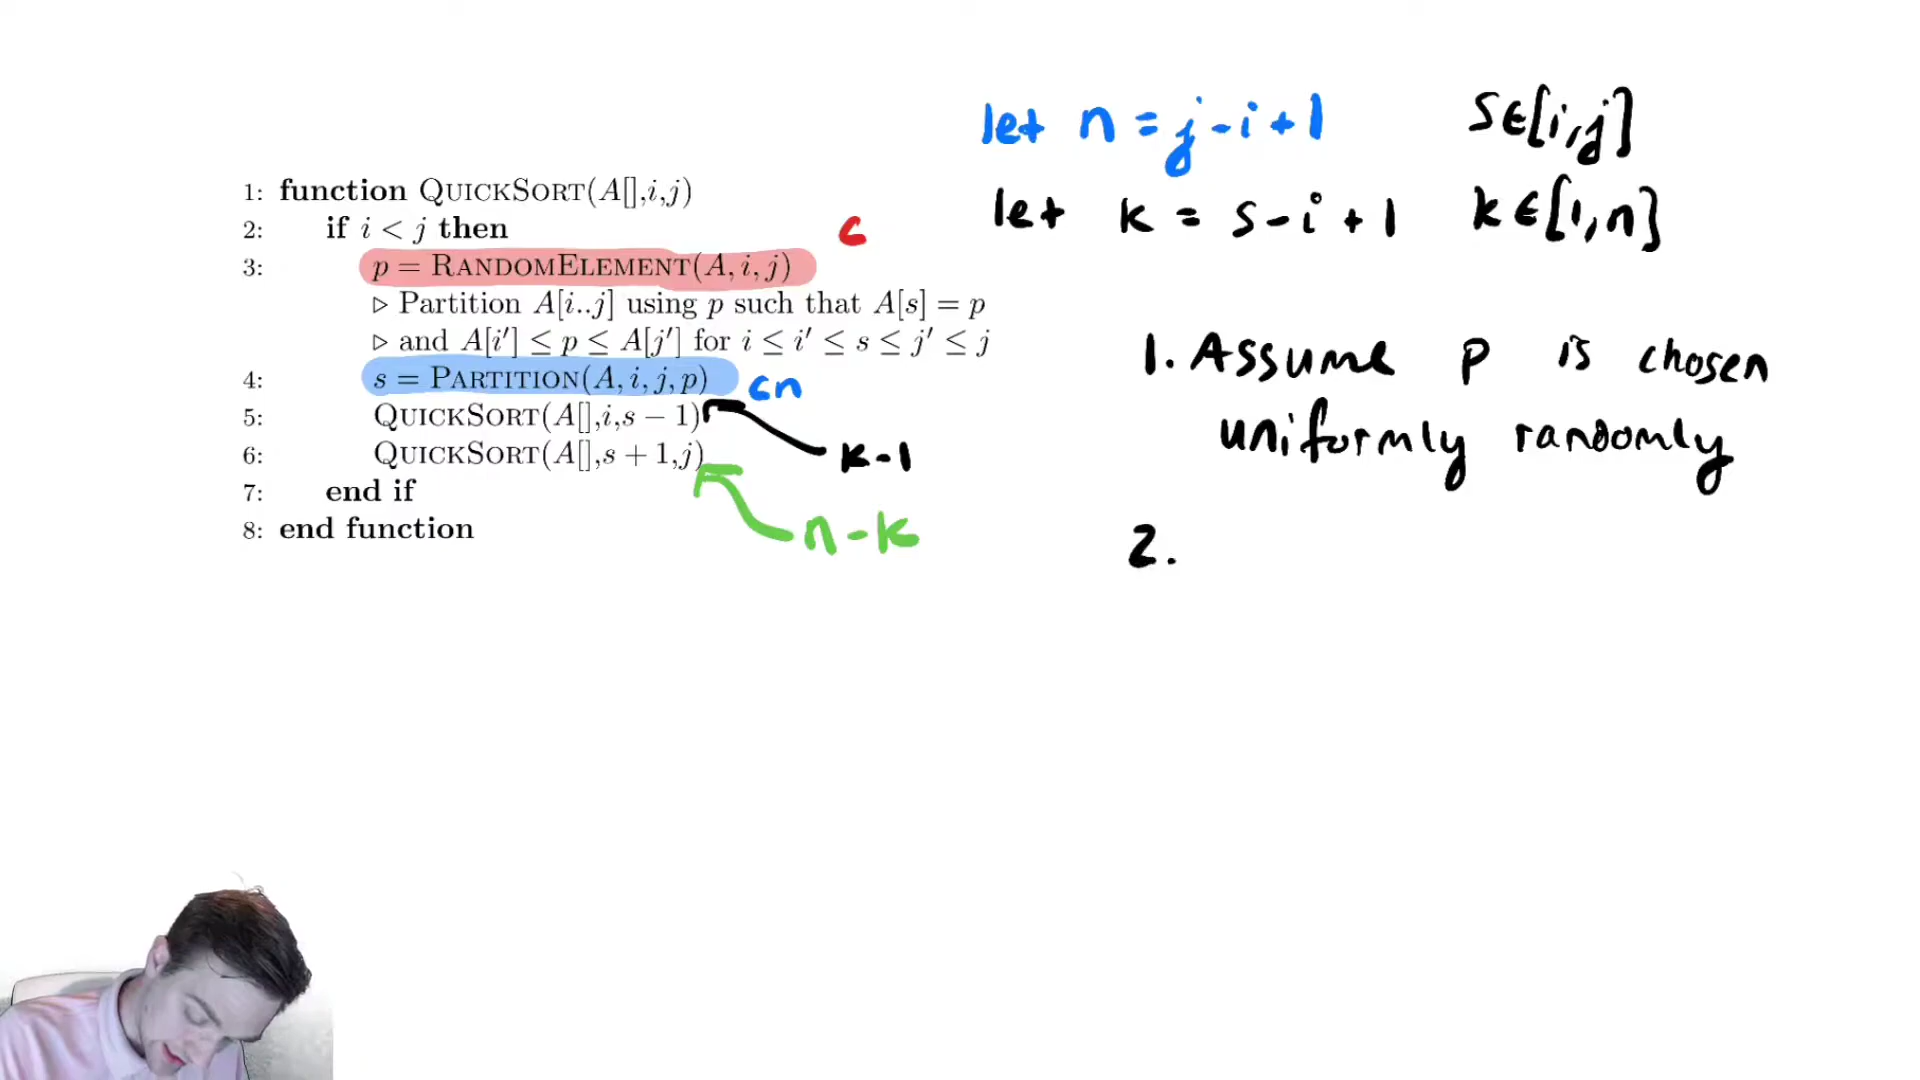 let n = j - i + 1 S∈[i,j]
let k = s - i + 1 k∈[1,n]
1: function QUICKSORT(A[],i,j)
2: if i < j then
c
3: p = RANDOMELEMENT(A, i, j)
▷ Partition A[i..j] using p such that A[s] = p
▷ and A[i′] ≤ p ≤ A[j′] for i ≤ i′ ≤ s ≤ j′ ≤ j
4: s = PARTITION(A, i, j, p)
cn
5: QUICKSORT(A[],i,s − 1)
k-1
6: QUICKSORT(A[],s + 1,j)
n-k
7: end if
8: end function
1. Assume p is chosen
uniformly randomly
2.